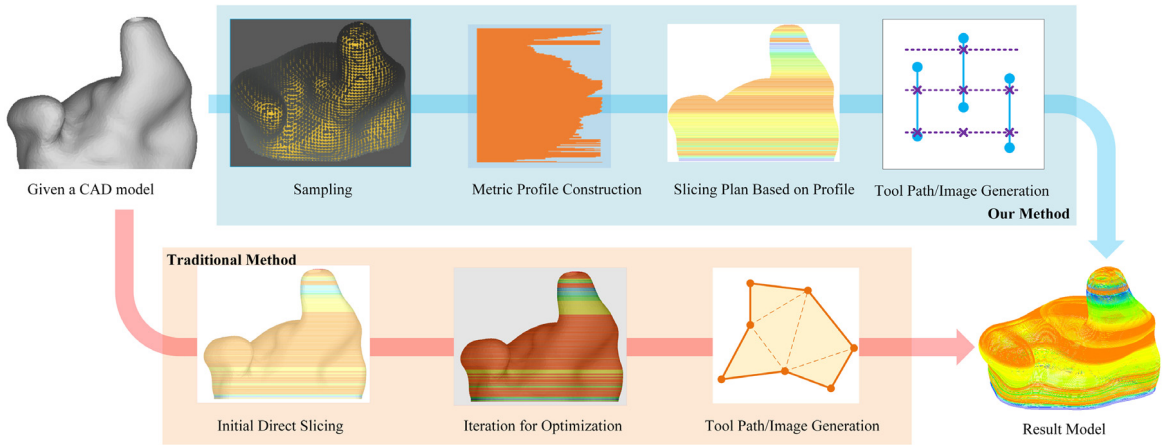 Given a CAD model
Sampling
Metric Profile Construction
Slicing Plan Based on Profile
Tool Path/Image Generation
Our Method
Traditional Method
Initial Direct Slicing
Iteration for Optimization
Tool Path/Image Generation
Result Model